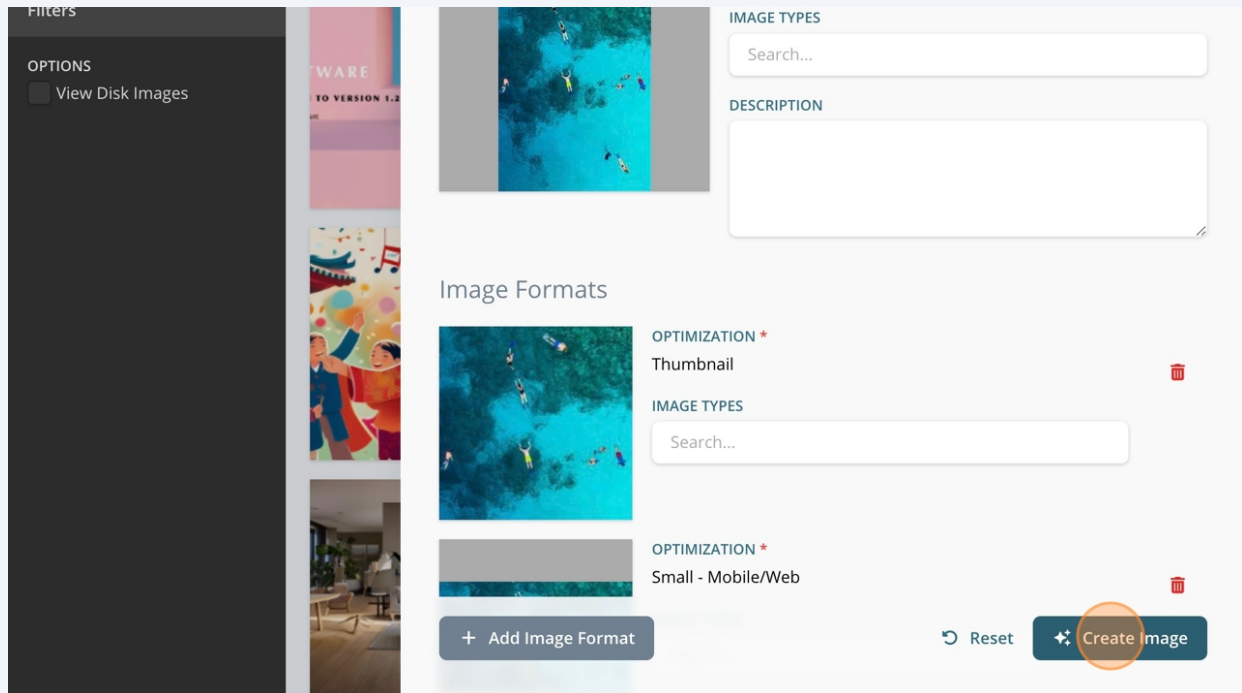 Filters
OPTIONS
View Disk Images
TWARE
TO VERSION 1.2
IMAGE TYPES
Search...
DESCRIPTION
Image Formats
OPTIMIZATION *
Thumbnail
IMAGE TYPES
Search...
OPTIMIZATION *
Small - Mobile/Web
+ Add Image Format
Reset
Create Image